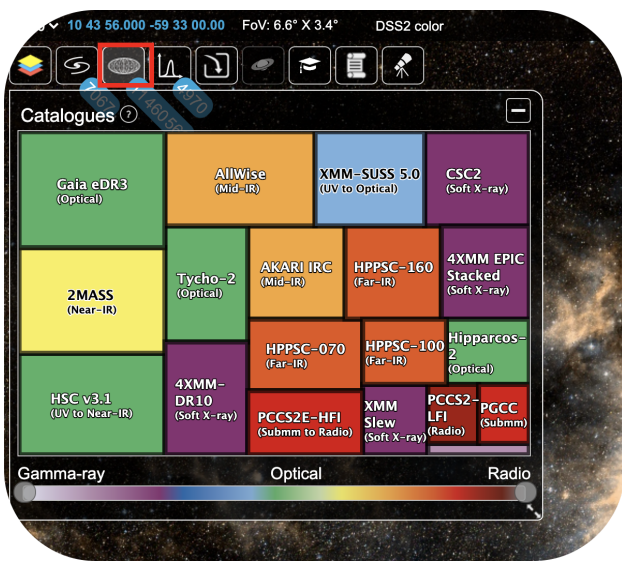 10 43 56.000 -59 33 00.00 FoV: 6.6° X 3.4° DSS2 color
4970
Catalogues ?
Gaia eDR3
(Optical)
AllWise
(Mid-IR)
XMM-SUSS 5.0
(UV to Optical)
CSC2
(Soft X-ray)
2MASS
(Near-IR)
Tycho-2
(Optical)
AKARI IRC
(Mid-IR)
HPPSC-160
(Far-IR)
4XMM EPIC
Stacked
(Soft X-ray)
HSC v3.1
(UV to Near-IR)
4XMM-
DR10
(Soft X-ray)
HPPSC-070
(Far-IR)
HPPSC-100
(Far-IR)
Hipparcos-
2
(Optical)
PCCS2E-HFI
(Submm to Radio)
XMM
Slew
(Soft X-ray)
PCCS2-
LFI
(Radio)
PGCC
(Submm)
Gamma-ray Optical Radio